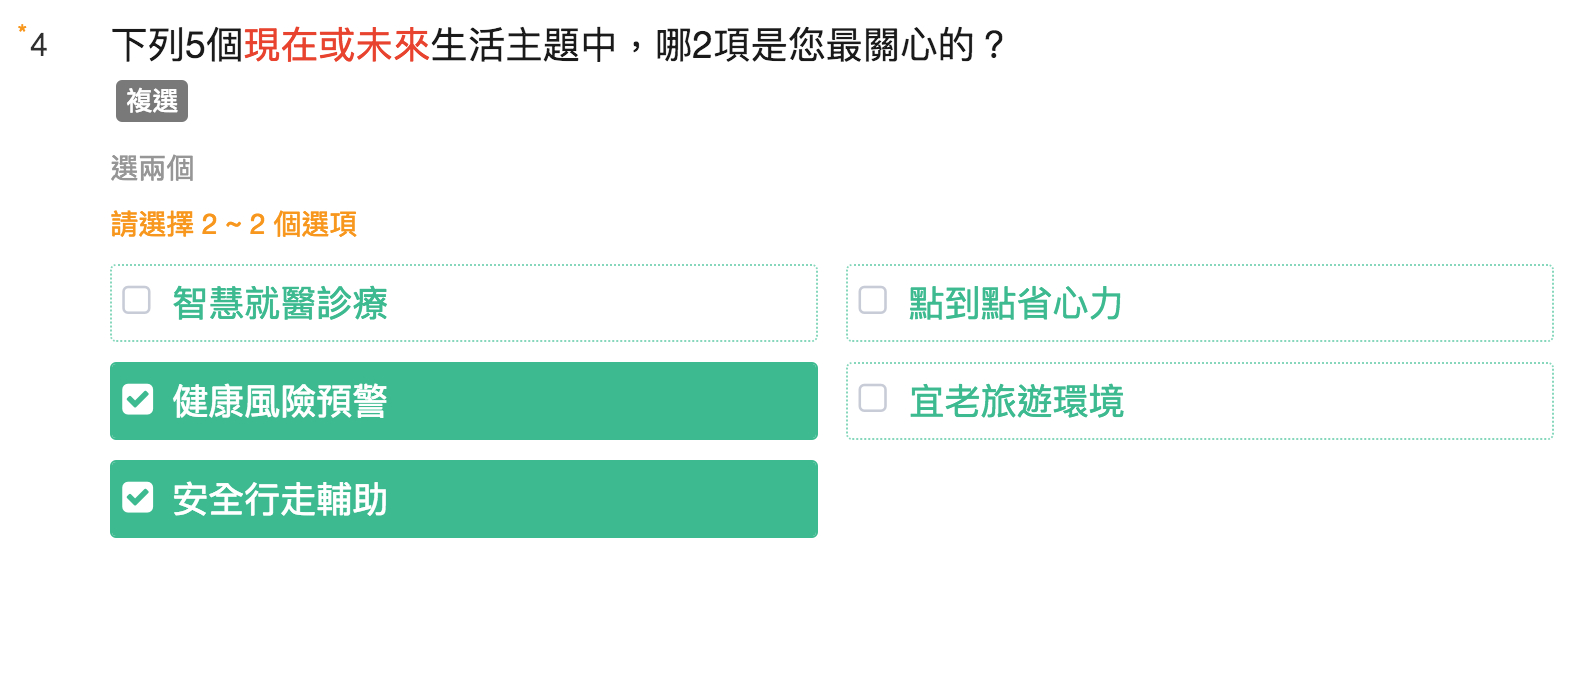 *4 下列5個現在或未來生活主題中，哪2項是您最關心的？
複選
選兩個
請選擇 2 ~ 2 個選項
智慧就醫診療
點到點省心力
健康風險預警
宜老旅遊環境
安全行走輔助